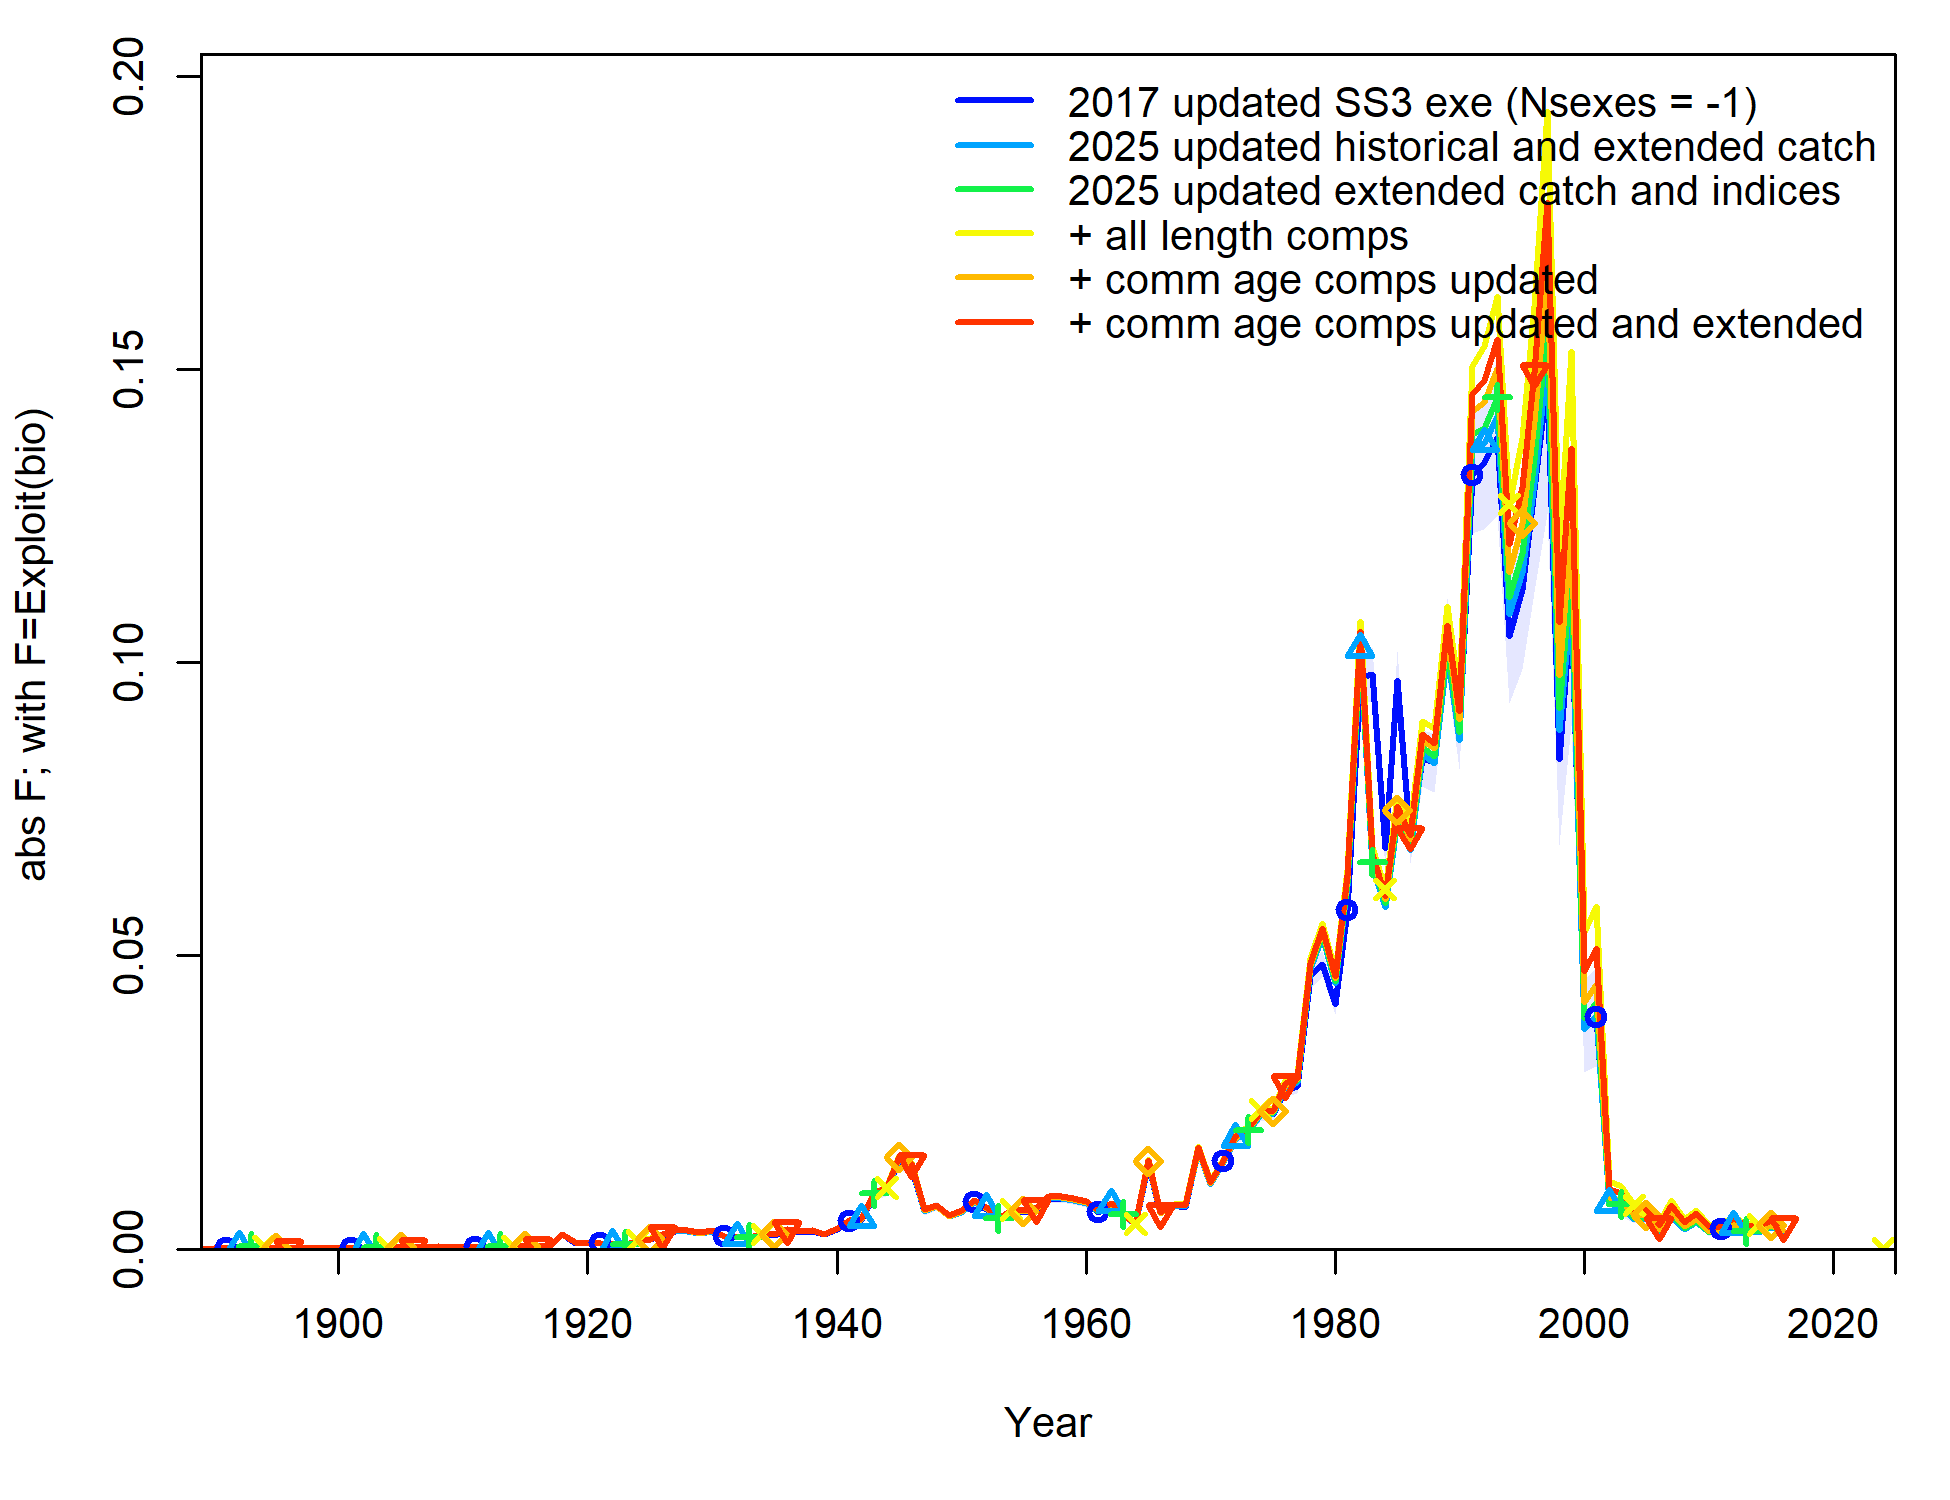 2017 updated SS3 exe (Nsexes = -1)
2025 updated historical and extended catch
2025 updated extended catch and indices
+ all length comps
+ comm age comps updated
+ comm age comps updated and extended
abs F; with F=Exploit(bio)
0.20
0.15
0.10
0.05
0.00
1900 1920 1940 1960 1980 2000 2020
Year